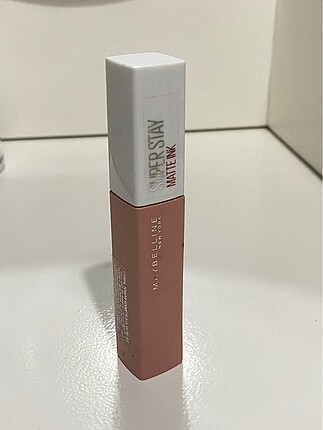 SUPER STAY
MATTE INK
MAYBELLINE
NEW YORK